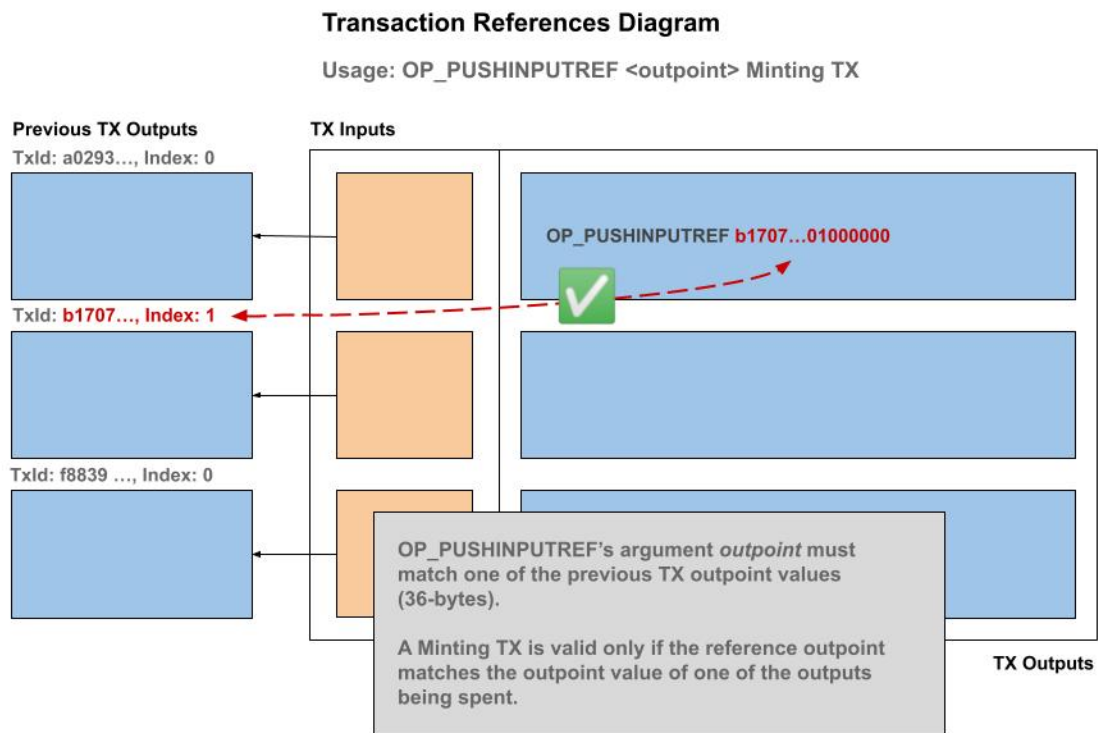 Transaction References Diagram
Usage: OP_PUSHINPUTREF <outpoint> Minting TX
Previous TX Outputs
TX Inputs
TxId: a0293…, Index: 0
OP_PUSHINPUTREF b1707…01000000
TxId: b1707…, Index: 1
TxId: f8839 …, Index: 0
OP_PUSHINPUTREF’s argument outpoint must
match one of the previous TX outpoint values
(36-bytes).
A Minting TX is valid only if the reference outpoint
matches the outpoint value of one of the outputs
being spent.
TX Outputs